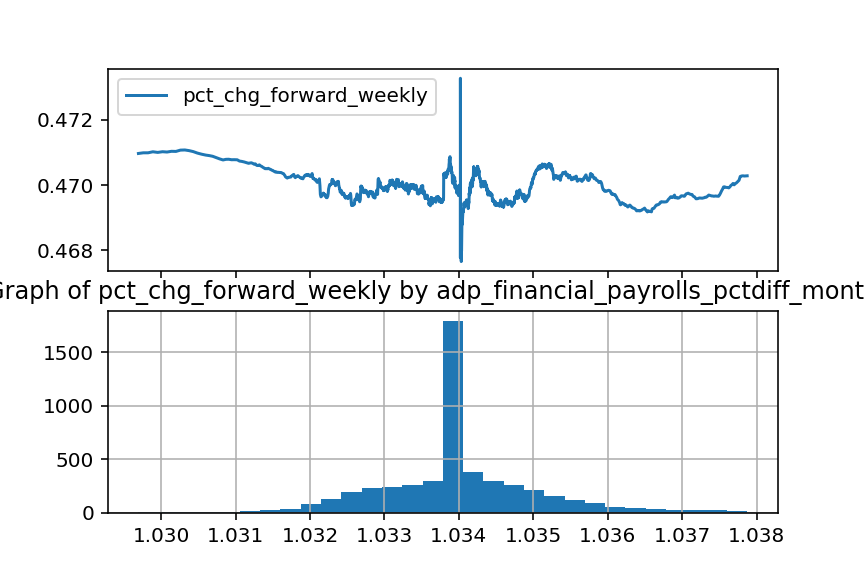 pct_chg_forward_weekly
0.472
0.470
0.468
Graph of pct_chg_forward_weekly by adp_financial_payrolls_pctdiff_mont
1500
1000
500
0
1.030 1.031 1.032 1.033 1.034 1.035 1.036 1.037 1.038